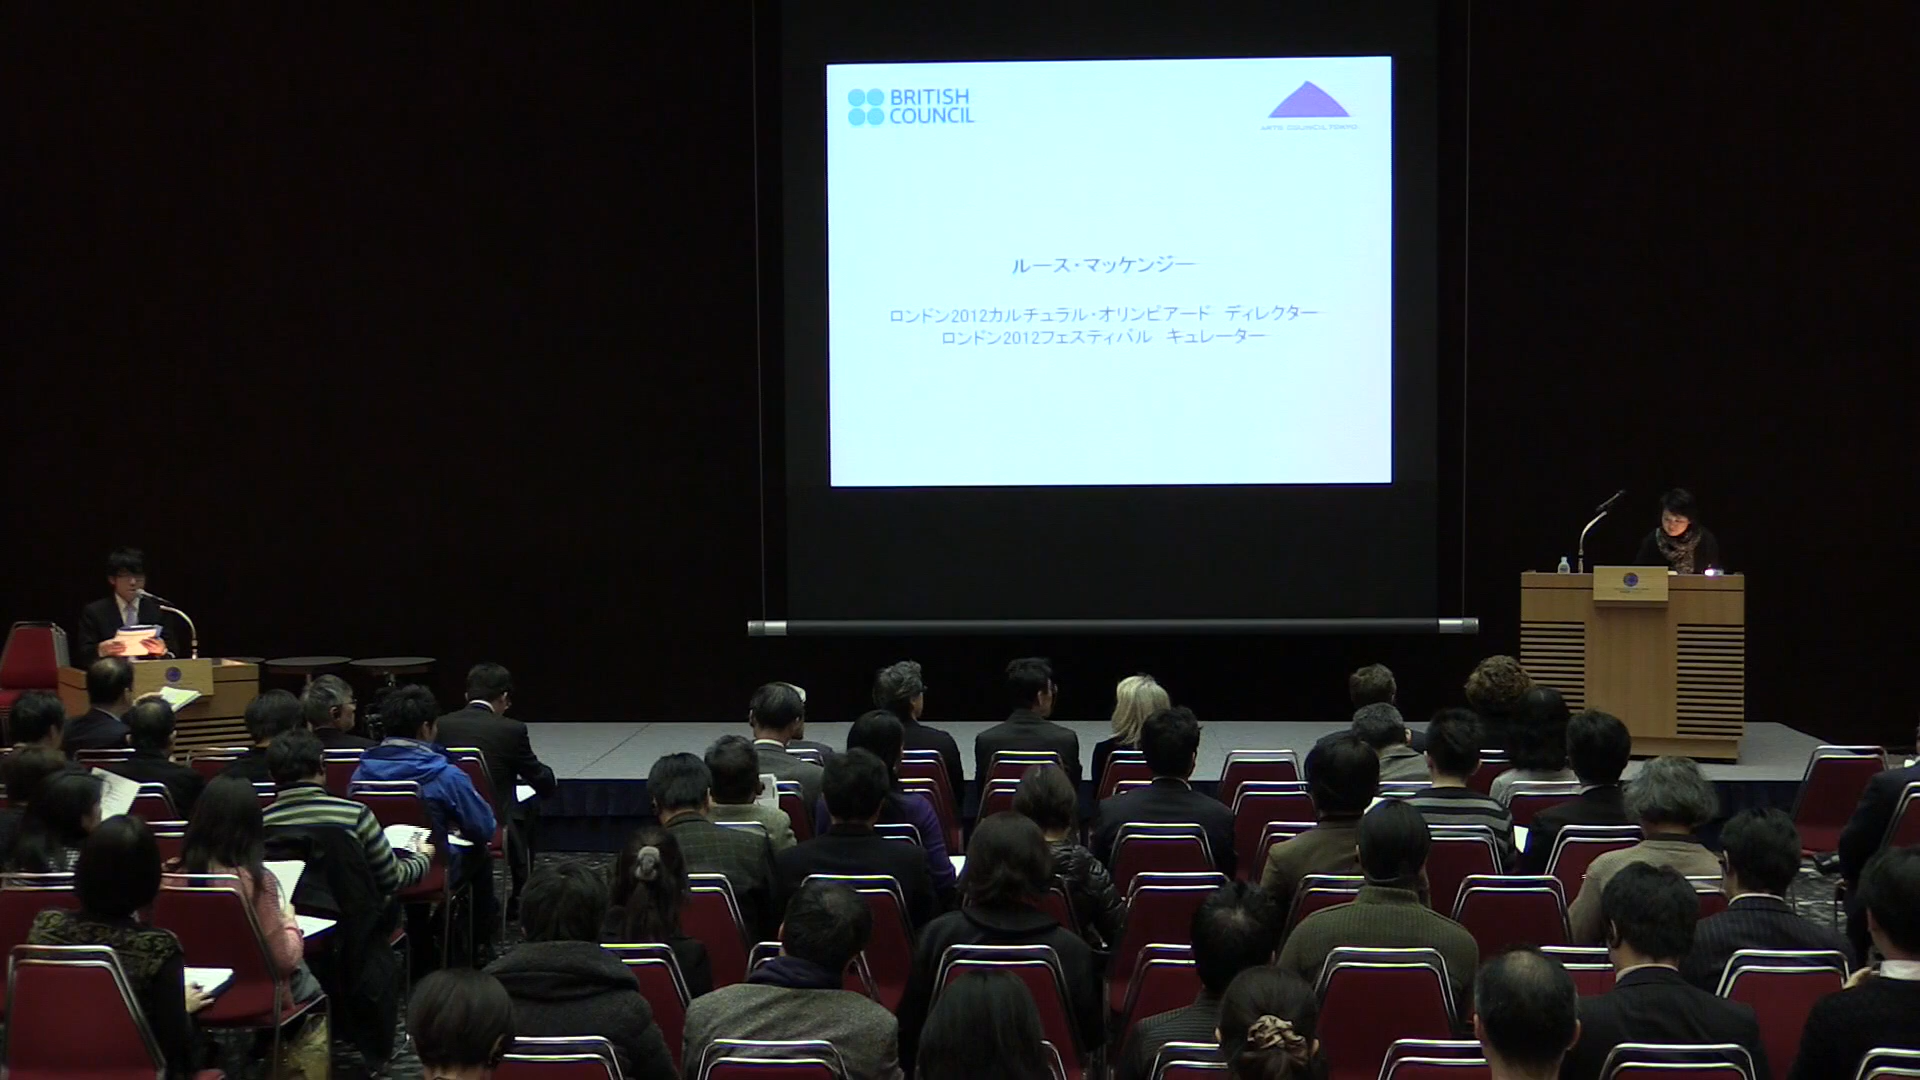 BRITISH
COUNCIL
ARTS COUNCIL TOKYO
ルース・マッケンジー
ロンドン2012カルチュラル・オリンピアード ディレクター
ロンドン2012フェスティバル キュレーター